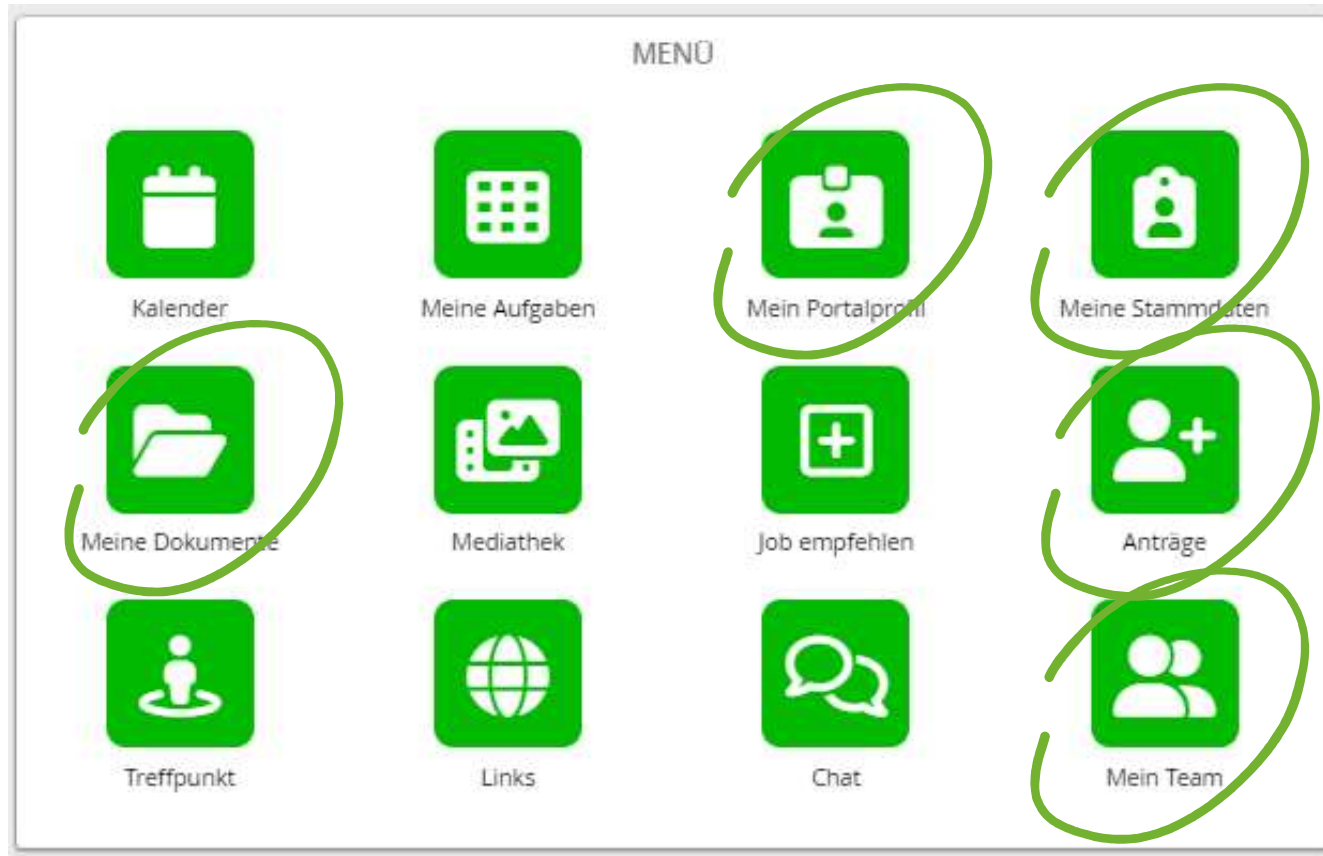 MENÜ
Kalender Meine Aufgaben Mein Portalprofil Meine Stammdaten
Meine Dokumente Mediathek Job empfehlen Anträge
Treffpunkt Links Chat Mein Team